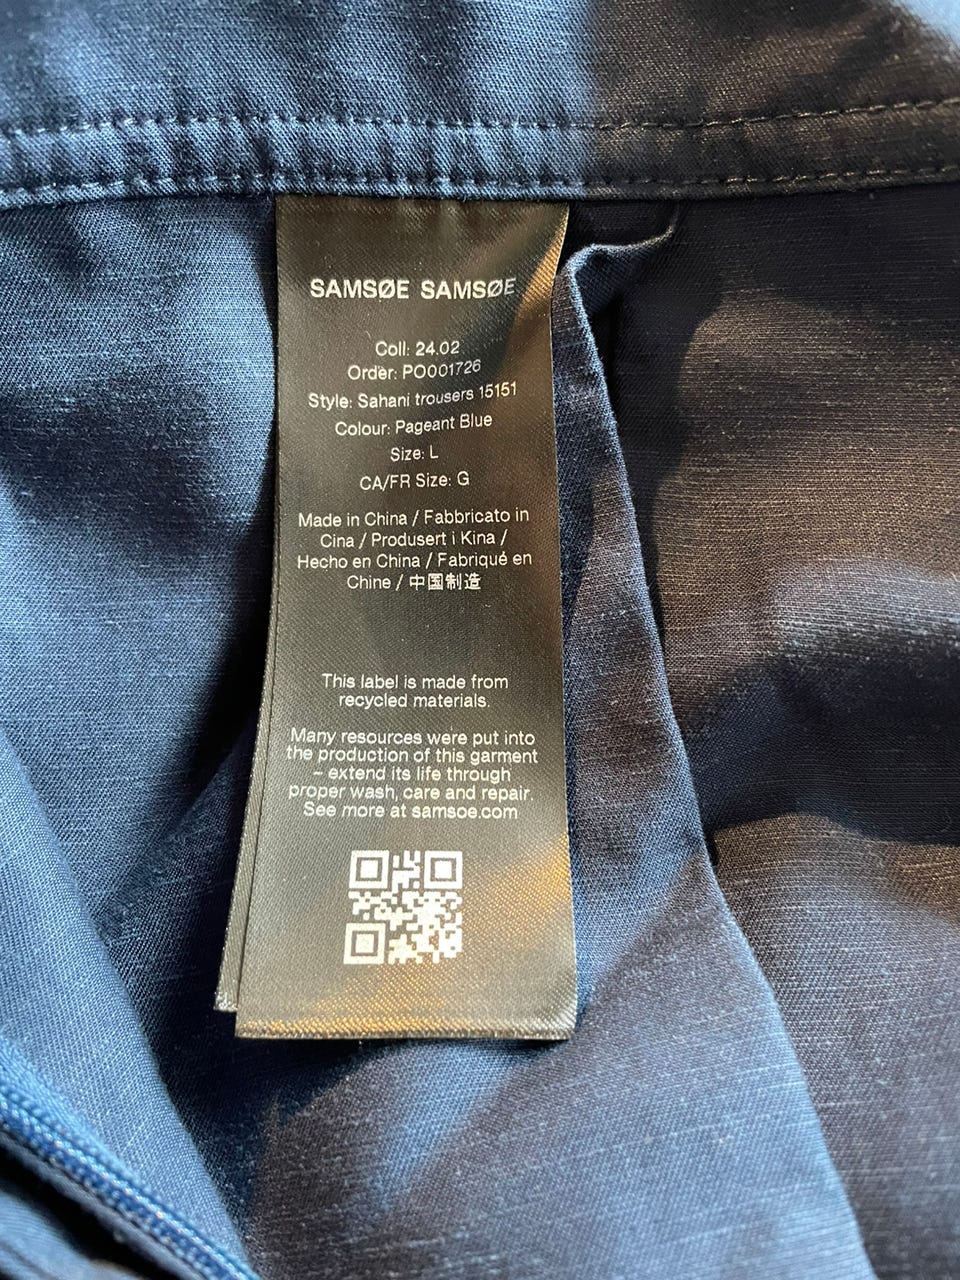 SAMSØE SAMSØE
Coll: 24.02
Order: PO001726
Style: Sahani trousers 15151
Colour: Pageant Blue
Size: L
CA/FR Size: G
Made in China / Fabbricato in
Cina / Produsert i Kina /
Hecho en China / Fabriqué en
Chine / 中国制造
This label is made from
recycled materials.
Many resources were put into
the production of this garment
– extend its life through
proper wash, care and repair.
See more at samsoe.com